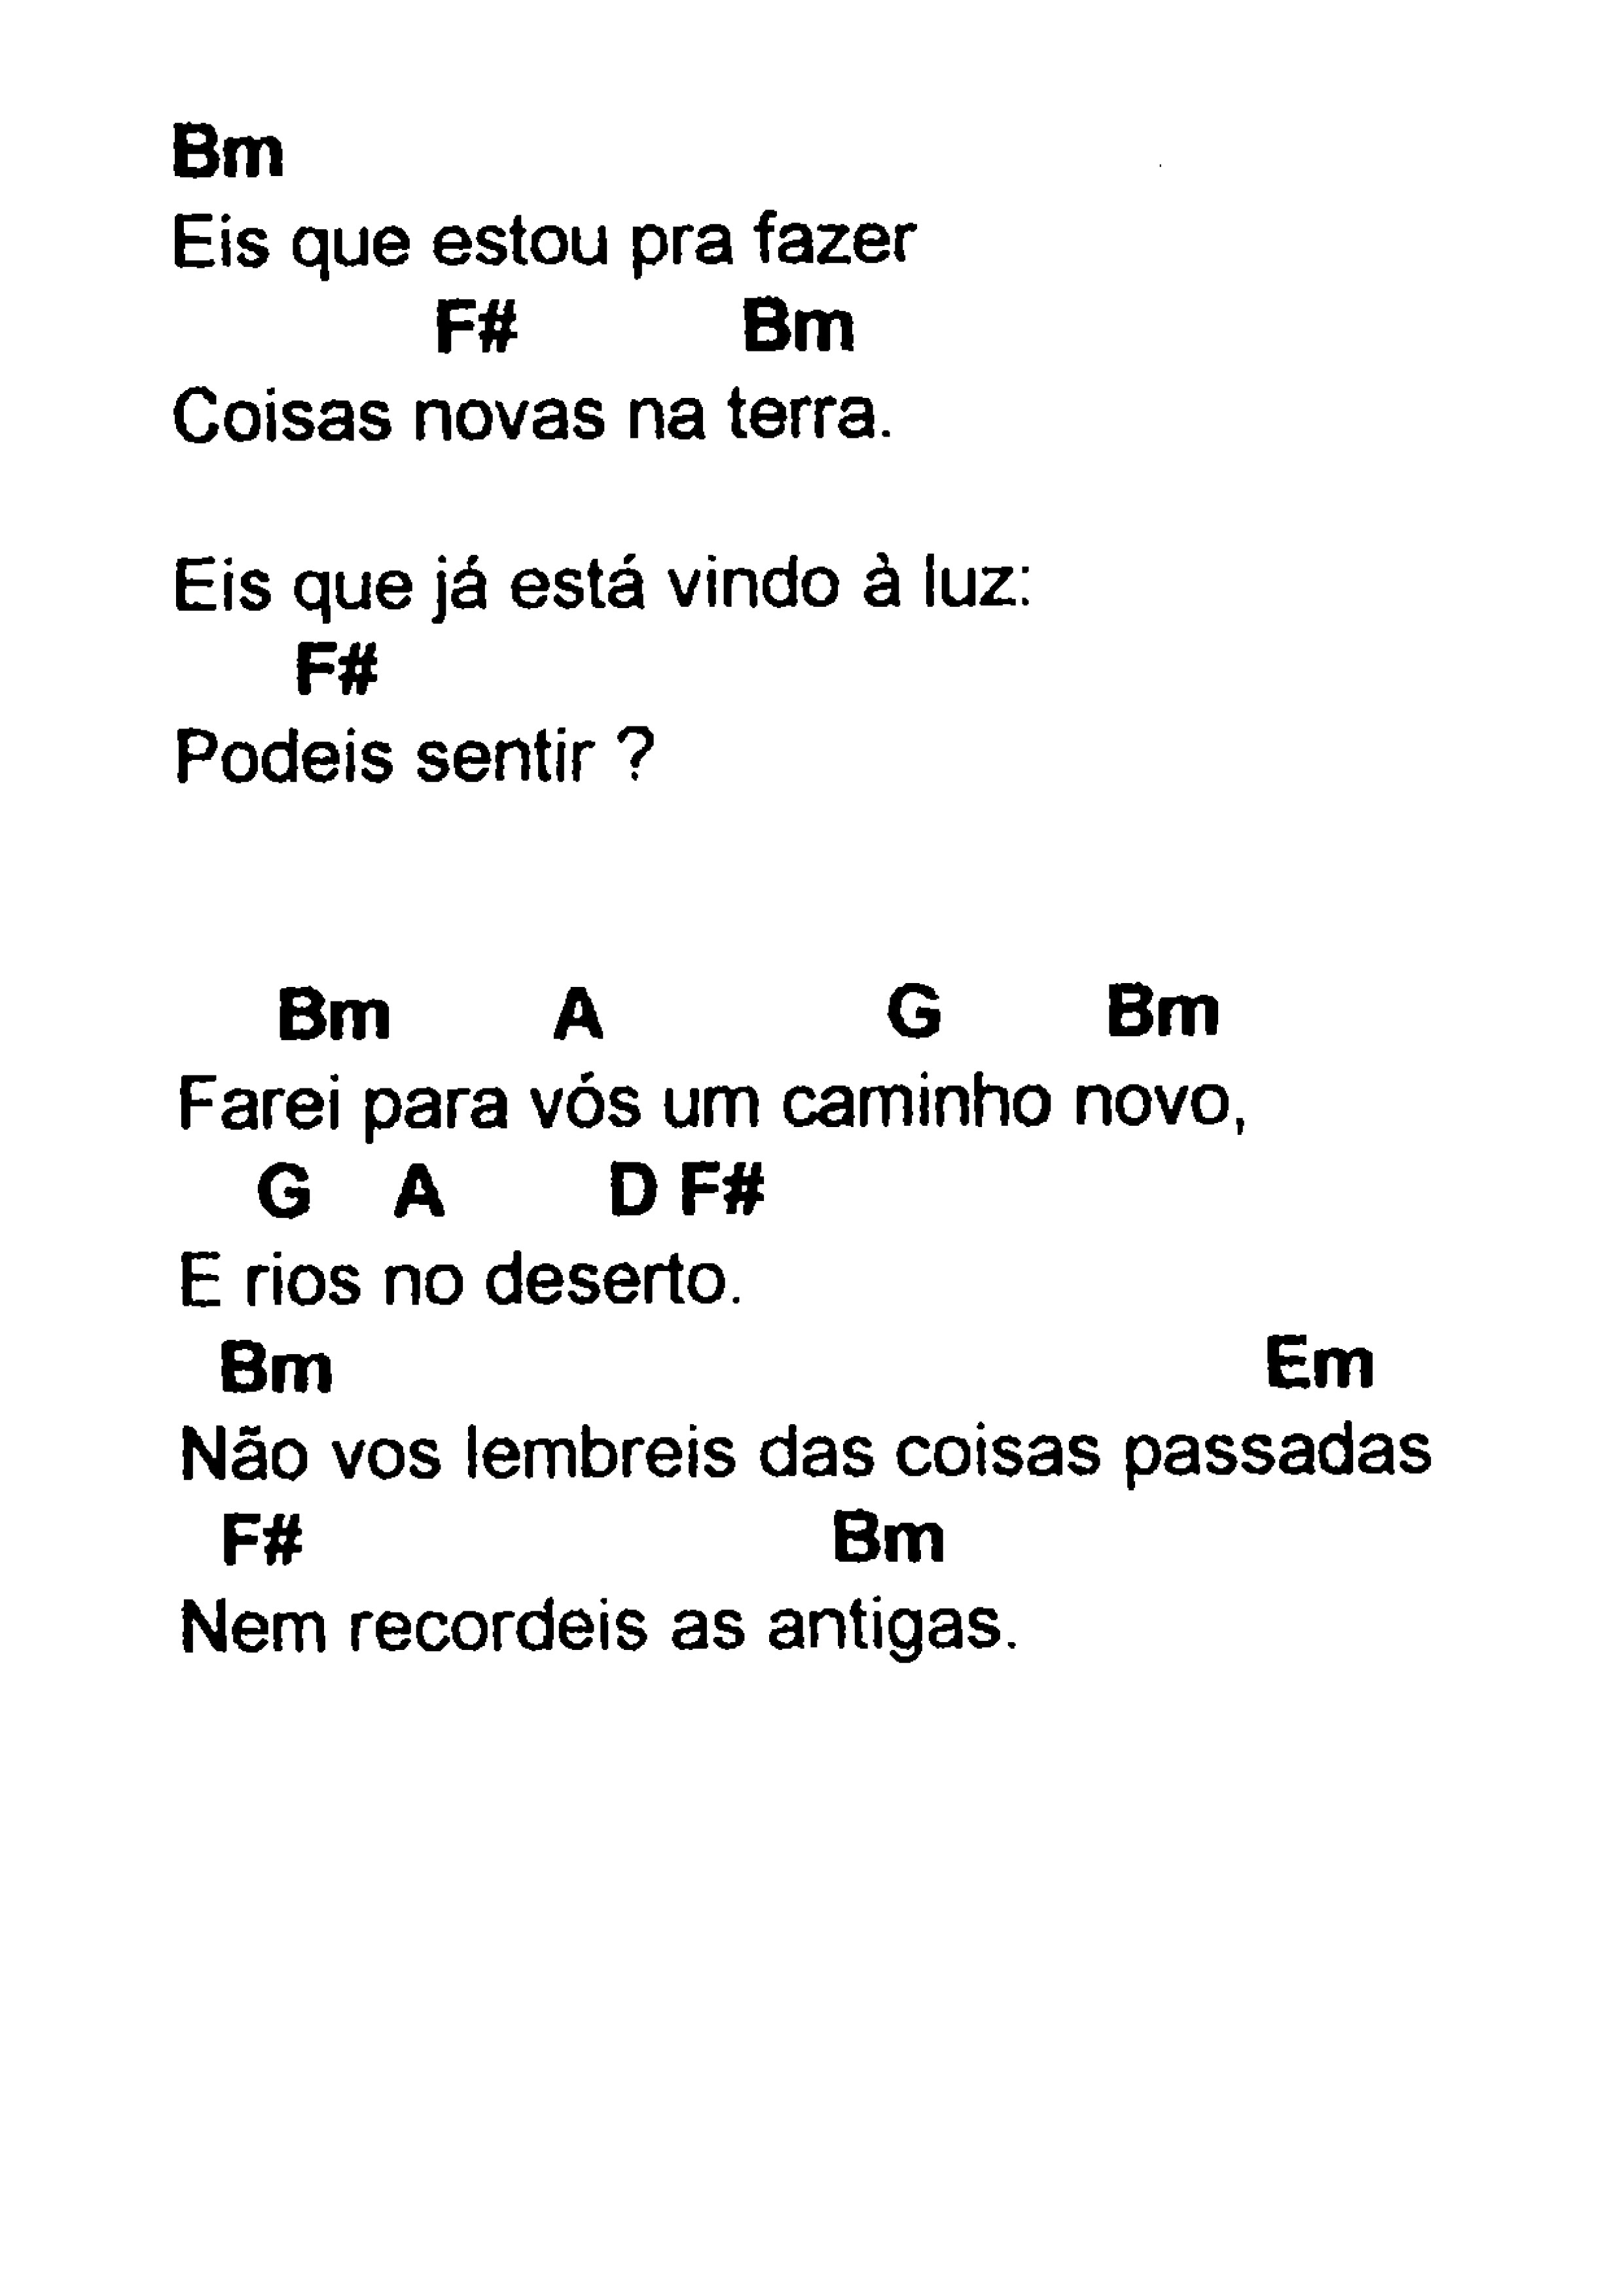 Bm
Eis que estou pra fazer
F# Bm
Coisas novas na terra.
Eis que já está vindo à luz:
F#
Podeis sentir ?
Bm A G Bm
Farei para vós um caminho novo,
G A D F#
E rios no deserto.
Bm Em
Não vos lembreis das coisas passadas
F# Bm
Nem recordeis as antigas.